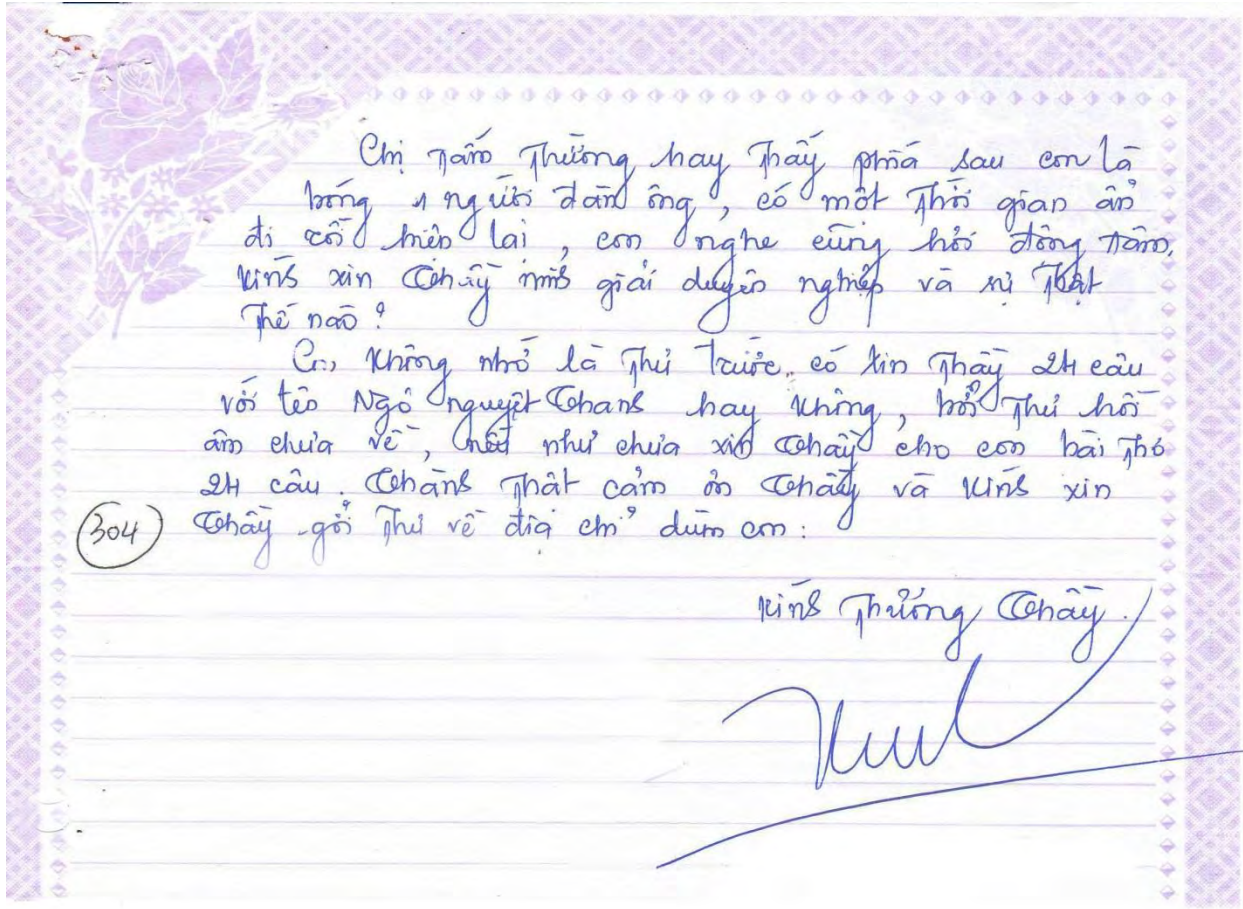 Chị Tám Thường hay Thấy phía sau con là
bóng 1 người đàn ông, có một Thời gian ẩn
đi rồi hiện lại, con nghe cũng hơi động tâm,
Kính xin Thầy minh giải duyên nghiệp và sự Thật
Thế nào?
Con Không nhớ là Thư Trước có xin Thầy 24 câu
với tên Ngô nguyệt Thanh hay Không, bởi Thư hồi
âm chưa về, nếu như chưa xin Thầy cho con bài Thơ
24 câu. Thành Thật cảm ơn Thầy và Kính xin
(304) Thầy gởi Thư về địa chỉ dùm con:
Kính Thương Thầy.